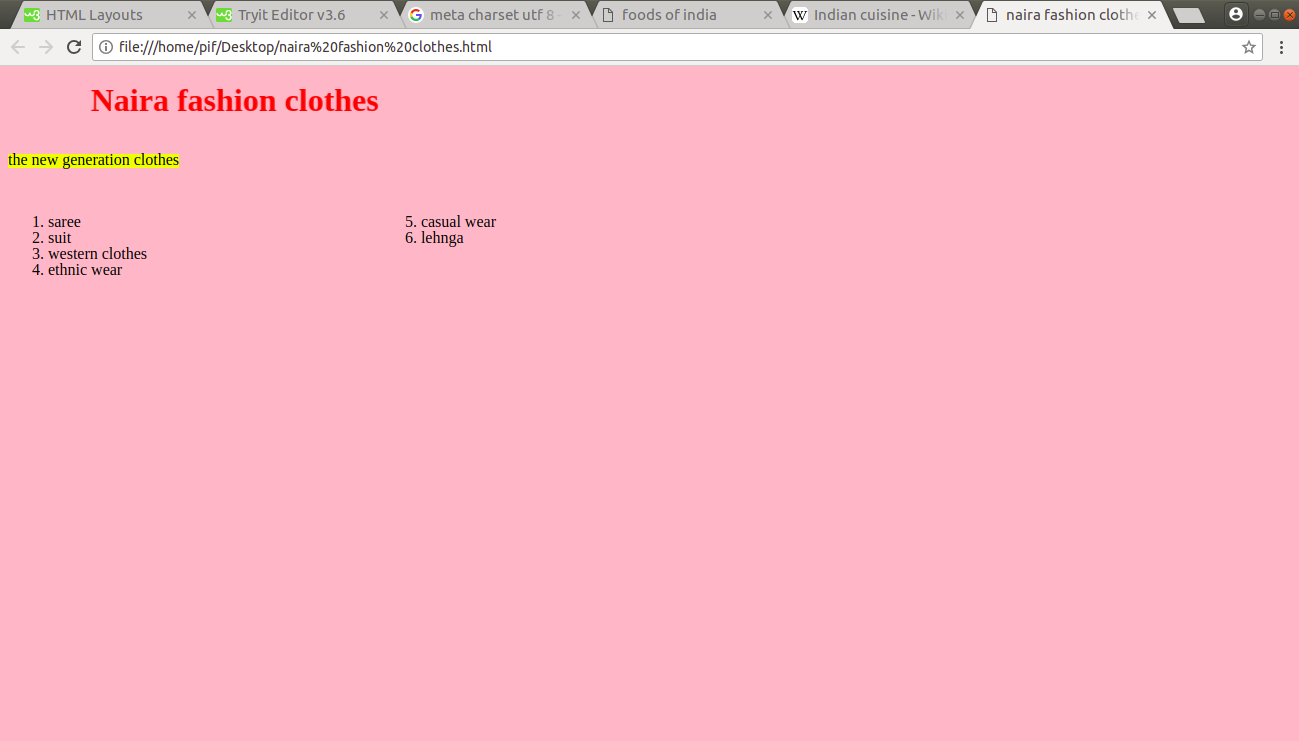 HTML Layouts
Tryit Editor v3.6
meta charset utf 8 -
foods of india
Indian cuisine - Wiki
naira fashion clothe
file:///home/pif/Desktop/naira%20fashion%20clothes.html
Naira fashion clothes
the new generation clothes
1. saree
2. suit
3. western clothes
4. ethnic wear
5. casual wear
6. lehnga